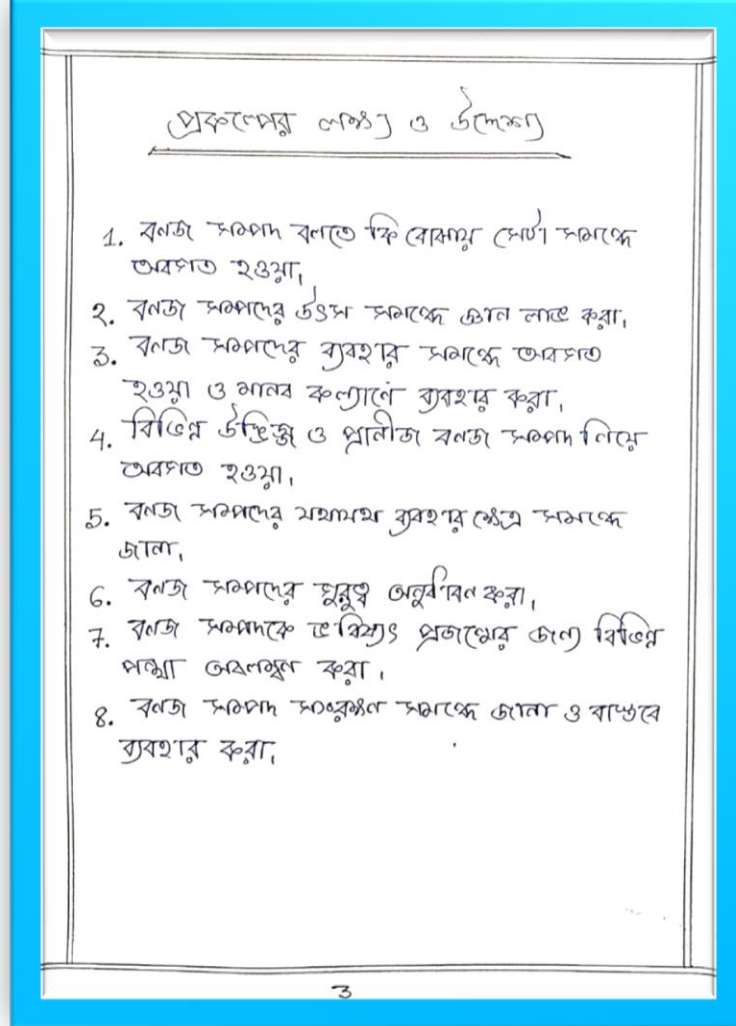 প্রকল্পের লক্ষ্য ও উদ্দেশ্য
1. বনজ সম্পদ বলতে কি বোঝায় সেটা সমন্ধে
অবগত হওয়া,
২. বনজ সম্পদের উৎস সমন্ধে জ্ঞান লাভ করা,
3. বনজ সম্পদের ব্যবহার সমন্ধে অবগত
হওয়া ও মানব কল্যানে ব্যবহার করা,
4. বিভিন্ন উদ্ভিজ্জ ও প্রানীজ বনজ সম্পদ নিয়ে
অবগত হওয়া,
5. বনজ সম্পদের যথাযথ ব্যবহার ক্ষেত্র সমন্ধে
জানা,
6. বনজ সম্পদের গুরুত্ব অনুধাবন করা,
7. বনজ সম্পদকে ভবিষ্যৎ প্রজন্মের জন্য বিভিন্ন
পন্থা অবলম্বন করা ,
8. বনজ সম্পদ সংরক্ষণ সমন্ধে জানা ও বাস্তবে
ব্যবহার করা,
3